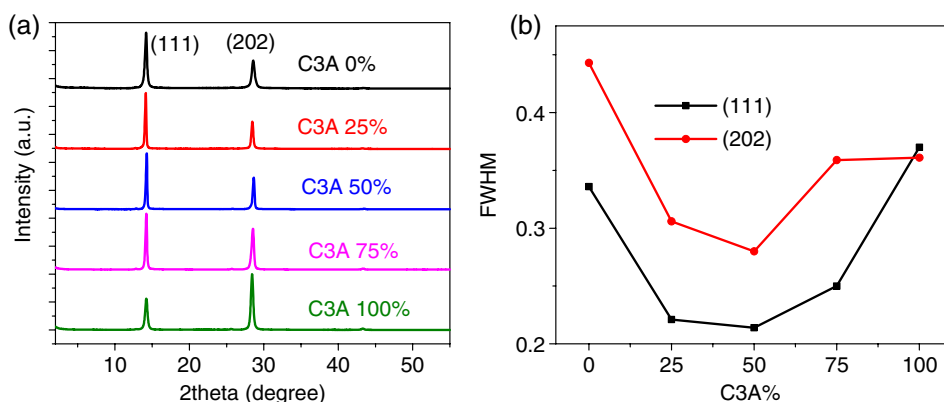 (a)
(111)
(202)
C3A 0%
C3A 25%
C3A 50%
C3A 75%
C3A 100%
Intensity (a.u.)
10 20 30 40 50
2theta (degree)
(b)
(111)
(202)
0.4
0.3
0.2
FWHM
0 25 50 75 100
C3A%